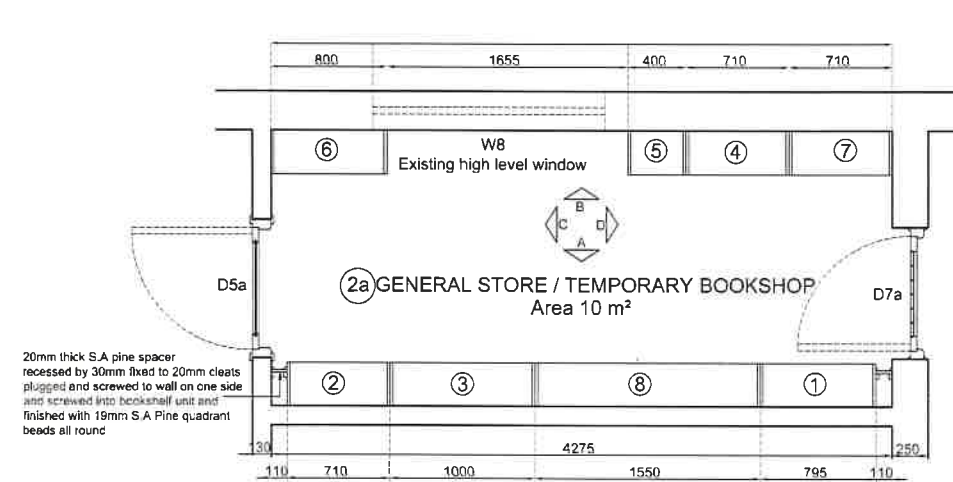 800 1655 400 710 710
6 W8 5 4 7
Existing high level window
B
C D
A
D5a
2a GENERAL STORE / TEMPORARY BOOKSHOP
D7a
Area 10 m²
20mm thick S.A pine spacer
recessed by 30mm fixed to 20mm cleats
plugged and screwed to wall on one side
and screwed into bookshelf unit and
finished with 19mm S.A Pine quadrant
beads all round
2 3 8 1
130 4275 250
110 710 1000 1550 795 110